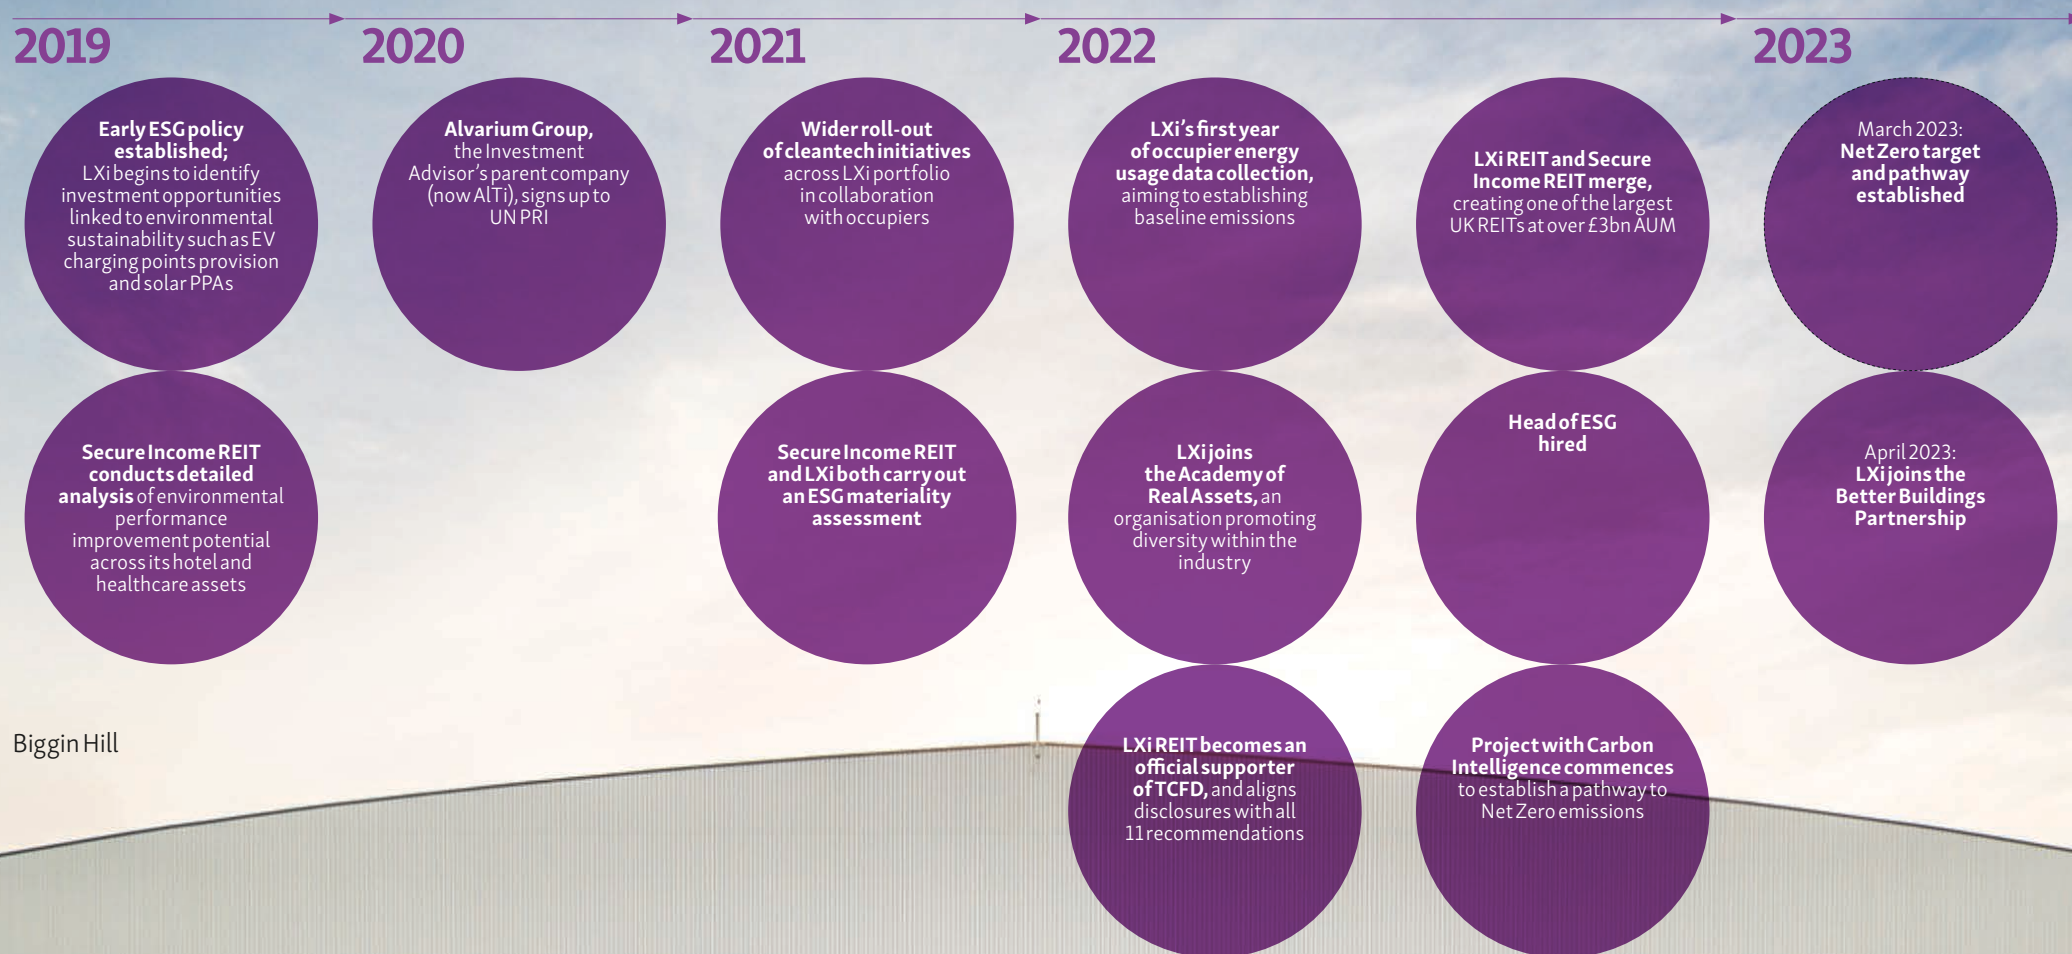 2019
2020
2021
2022
2023
Early ESG policy
established;
LXi begins to identify
investment opportunities
linked to environmental
sustainability such as EV
charging points provision
and solar PPAs
Secure Income REIT
conducts detailed
analysis of environmental
performance
improvement potential
across its hotel and
healthcare assets
Alvarium Group,
the Investment
Advisor's parent company
(now AlTi), signs up to
UN PRI
Wider roll-out
of cleantech initiatives
across LXi portfolio
in collaboration
with occupiers
Secure Income REIT
and LXi both carry out
an ESG materiality
assessment
LXi's first year
of occupier energy
usage data collection,
aiming to establishing
baseline emissions
LXi joins
the Academy of
Real Assets, an
organisation promoting
diversity within the
industry
LXi REIT becomes an
official supporter
of TCFD, and aligns
disclosures with all
11 recommendations
LXi REIT and Secure
Income REIT merge,
creating one of the largest
UK REITs at over £3bn AUM
Head of ESG
hired
Project with Carbon
Intelligence commences
to establish a pathway to
Net Zero emissions
March 2023:
Net Zero target
and pathway
established
April 2023:
LXi joins the
Better Buildings
Partnership
Biggin Hill